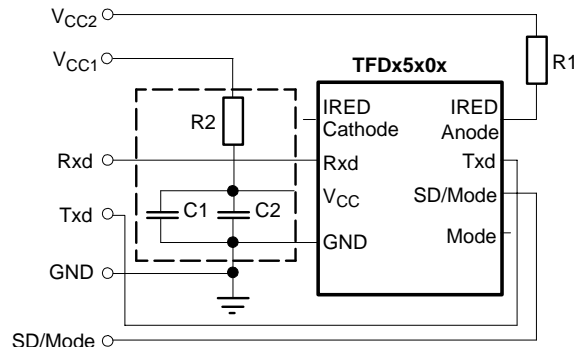 VCC2
VCC1
TFDx5x0x
R1
R2
IRED
Cathode
IRED
Anode
Rxd
Rxd
Txd
VCC
SD/Mode
C1
C2
Txd
GND
Mode
GND
SD/Mode